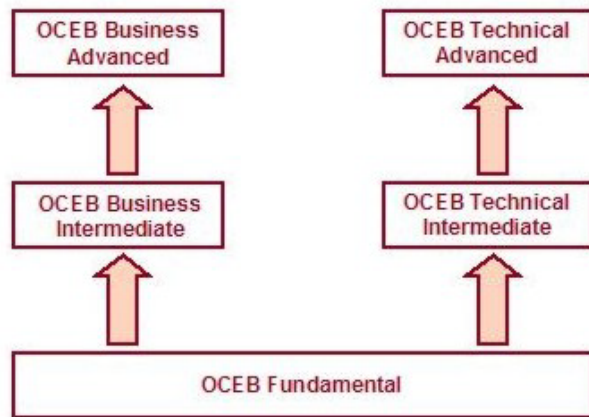 OCEB Business
Advanced
OCEB Technical
Advanced
OCEB Business
Intermediate
OCEB Technical
Intermediate
OCEB Fundamental